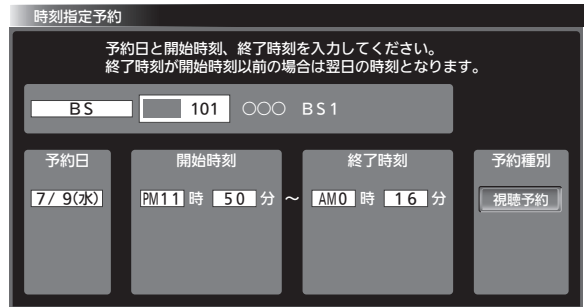 時刻指定予約
予約日と開始時刻、終了時刻を入力してください。
終了時刻が開始時刻以前の場合は翌日の時刻となります。
BS 101 ○○○ BS1
予約日 開始時刻 終了時刻 予約種別
7/ 9(水) PM11 時 50 分 ～ AM0 時 16 分 視聴予約